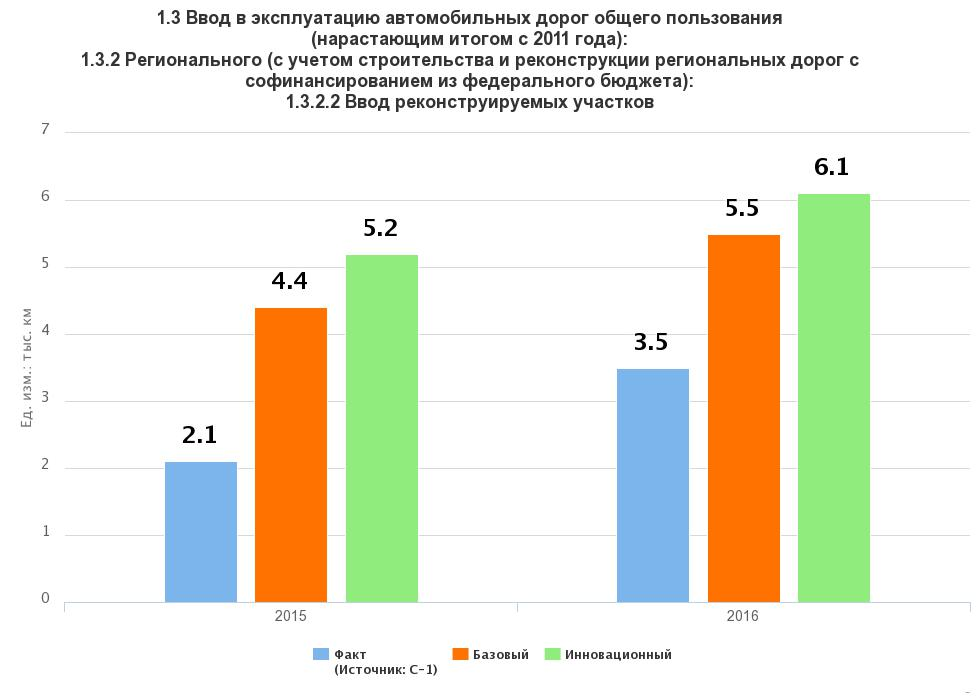 1.3 Ввод в эксплуатацию автомобильных дорог общего пользования
(нарастающим итогом с 2011 года):
1.3.2 Регионального (с учетом строительства и реконструкции региональных дорог с
софинансированием из федерального бюджета):
1.3.2.2 Ввод реконструируемых участков
7
6
5
4
3
2
1
0
Ед. изм.: тыс. км
2.1
4.4
5.2
3.5
5.5
6.1
2015
2016
Факт
(Источник: С-1)
Базовый
Инновационный